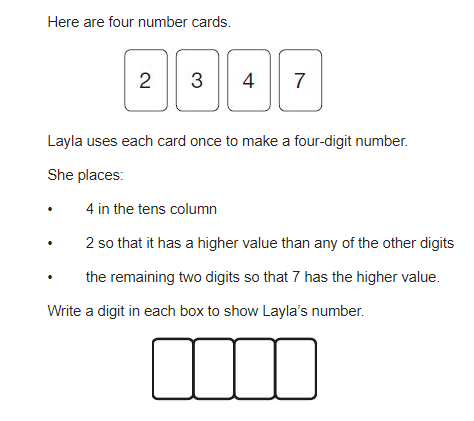 Here are four number cards.
2 3 4 7
Layla uses each card once to make a four-digit number.
She places:
• 4 in the tens column
• 2 so that it has a higher value than any of the other digits
• the remaining two digits so that 7 has the higher value.
Write a digit in each box to show Layla's number.